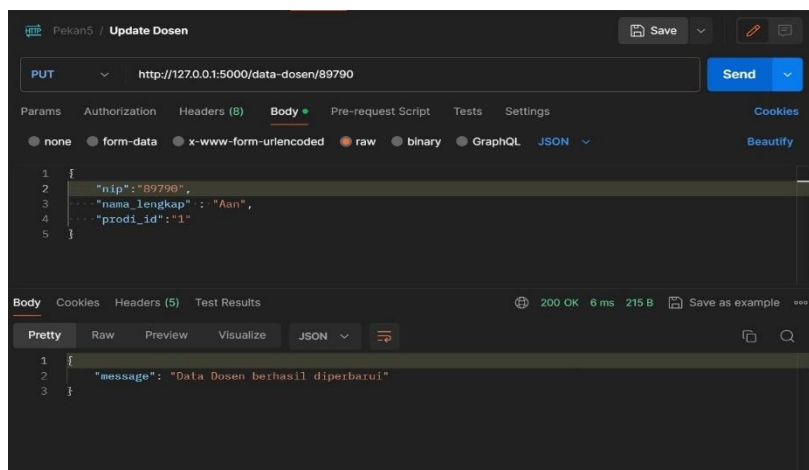 HTTP Pekan5 / Update Dosen Save
PUT http://127.0.0.1:5000/data-dosen/89790 Send
Params Authorization Headers (8) Body Pre-request Script Tests Settings Cookies
none form-data x-www-form-urlencoded raw binary GraphQL JSON Beautify
1 {
2 "nip":"89790",
3 "nama_lengkap" : "Aan",
4 "prodi_id":"1"
5 }
Body Cookies Headers (5) Test Results 200 OK 6 ms 215 B Save as example
Pretty Raw Preview Visualize JSON
1 {
2 "message": "Data Dosen berhasil diperbarui"
3 }